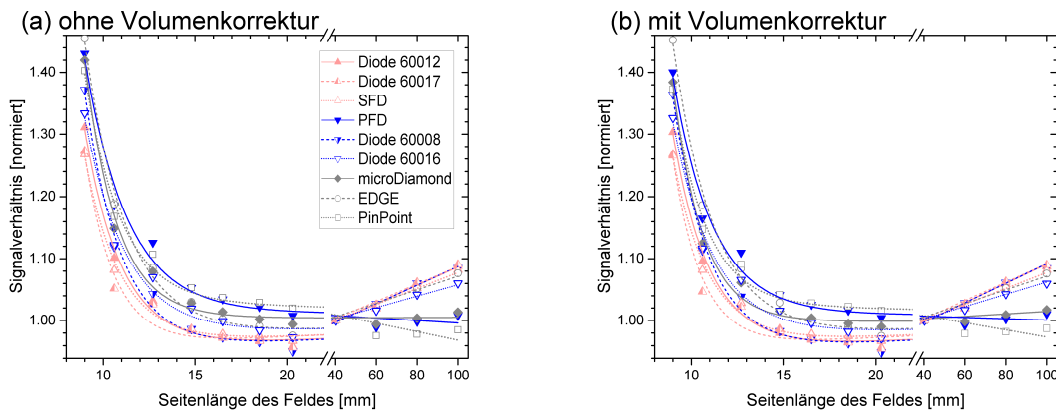 (a) ohne Volumenkorrektur
(b) mit Volumenkorrektur
Signalverhältnis [normiert]
1.40
1.30
1.20
1.10
1.00
Diode 60012
Diode 60017
SFD
PFD
Diode 60008
Diode 60016
microDiamond
EDGE
PinPoint
10 15 20 40 60 80 100
Seitenlänge des Feldes [mm]
Signalverhältnis [normiert]
1.40
1.30
1.20
1.10
1.00
10 15 20 40 60 80 100
Seitenlänge des Feldes [mm]